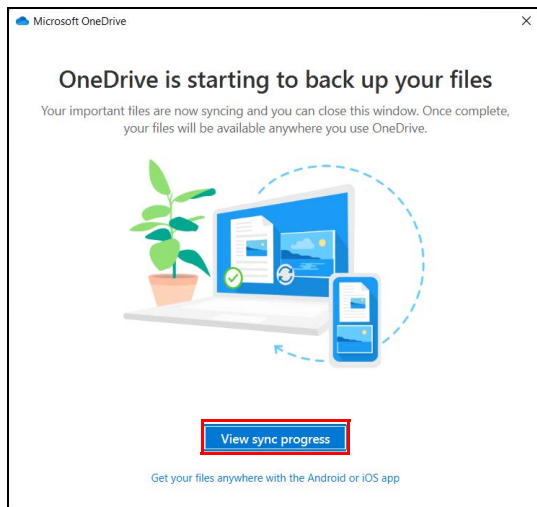 Microsoft OneDrive
OneDrive is starting to back up your files
Your important files are now syncing and you can close this window. Once complete,
your files will be available anywhere you use OneDrive.
View sync progress
Get your files anywhere with the Android or iOS app